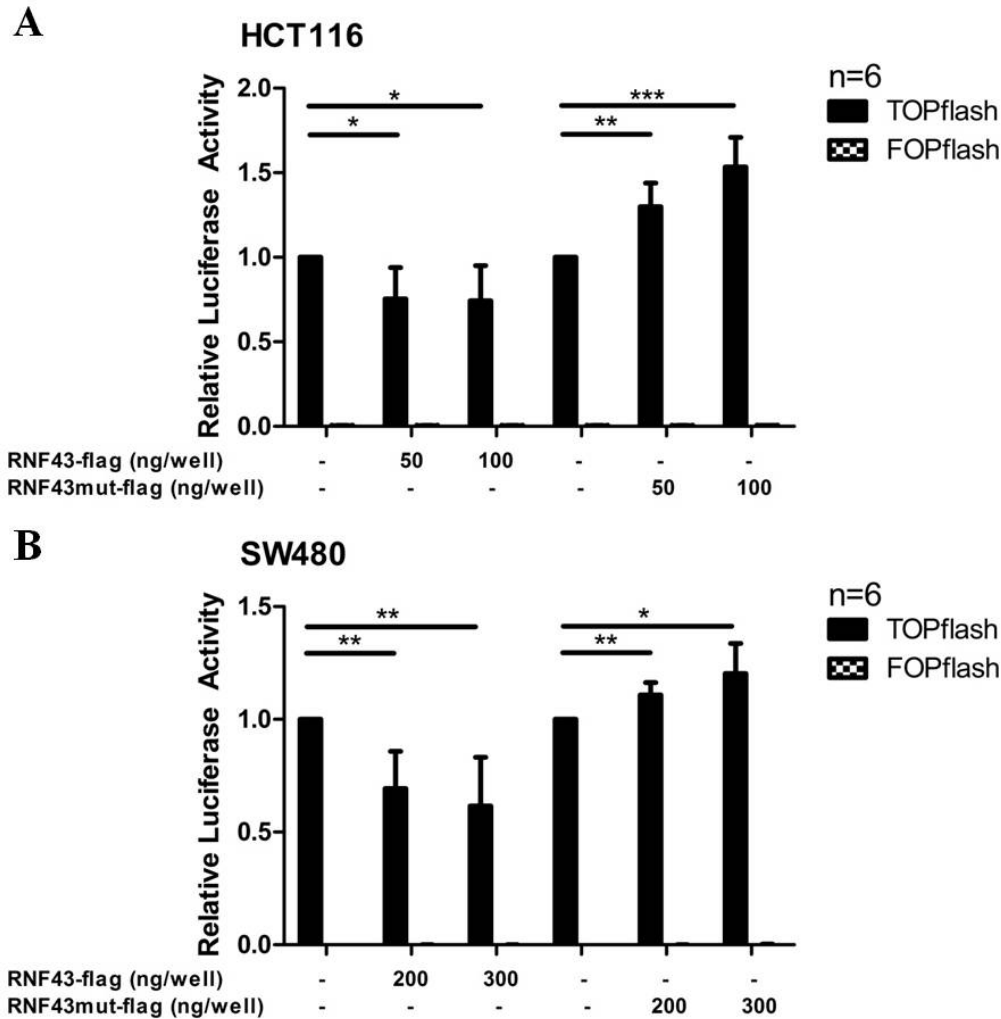 A
HCT116
n=6
TOPflash
FOPflash
Relative Luciferase Activity
2.0
1.5
1.0
0.5
0.0
* *** 
* **
RNF43-flag (ng/well) - 50 100 - - -
RNF43mut-flag (ng/well) - - - - 50 100
B
SW480
n=6
TOPflash
FOPflash
Relative Luciferase Activity
1.5
1.0
0.5
0.0
** *
** **
RNF43-flag (ng/well) - 200 300 - - -
RNF43mut-flag (ng/well) - - - - 200 300